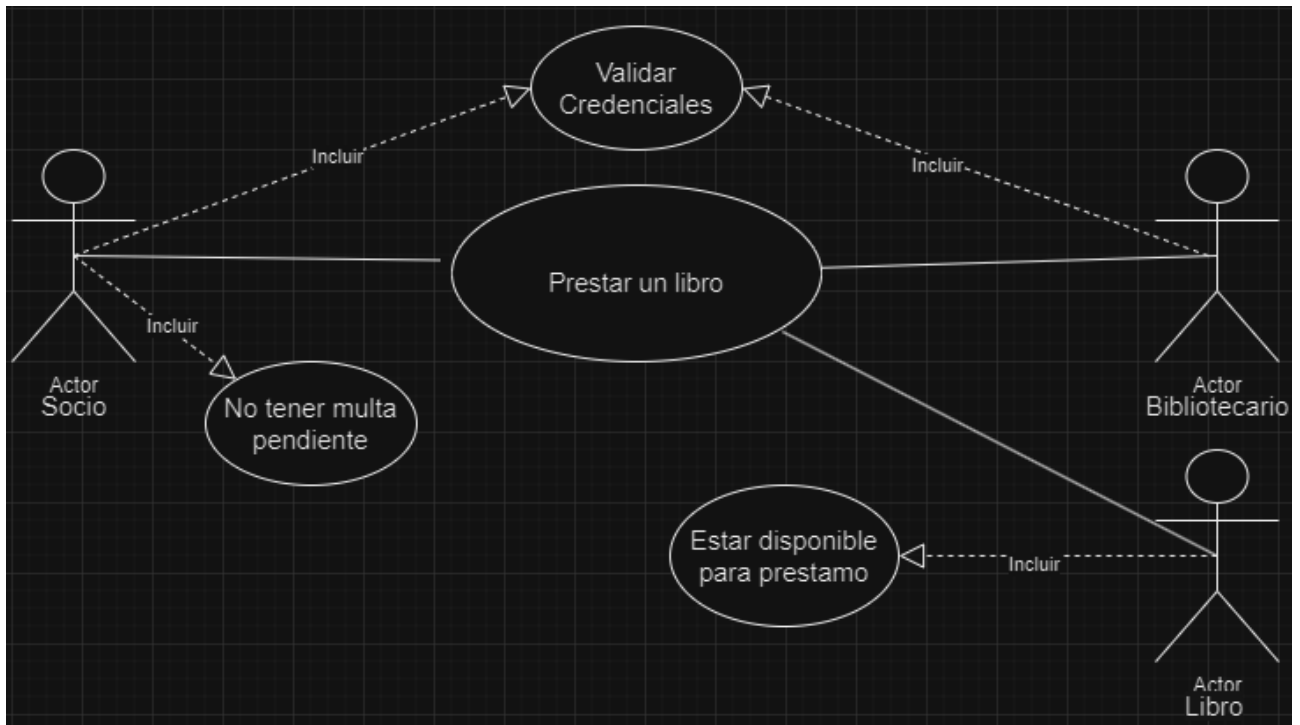 Validar
Credenciales
Incluir
Incluir
Prestar un libro
Incluir
Actor
Socio
No tener multa
pendiente
Actor
Bibliotecario
Estar disponible
para prestamo
Incluir
Actor
Libro